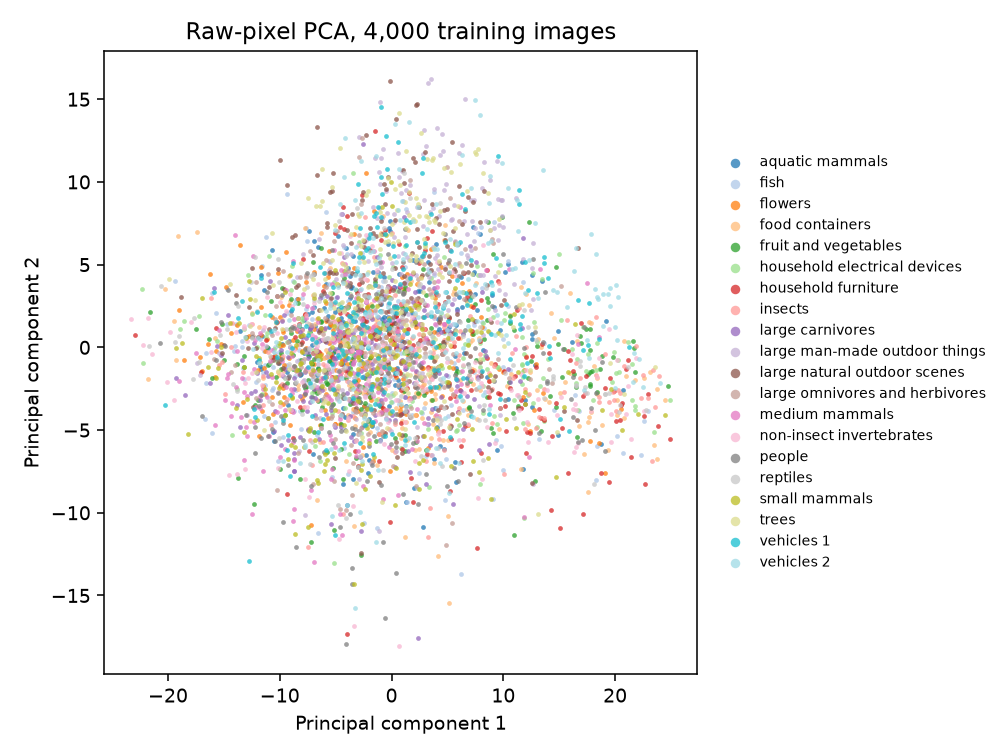 Raw-pixel PCA, 4,000 training images
15
10
5
0
−5
−10
−15
−20
−10
0
10
20
Principal component 1
Principal component 2
aquatic mammals
fish
flowers
food containers
fruit and vegetables
household electrical devices
household furniture
insects
large carnivores
large man-made outdoor things
large natural outdoor scenes
large omnivores and herbivores
medium mammals
non-insect invertebrates
people
reptiles
small mammals
trees
vehicles 1
vehicles 2